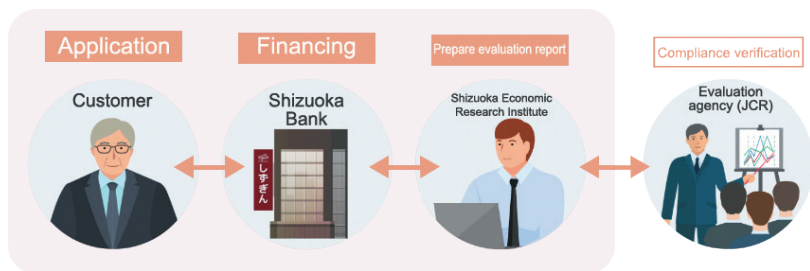 Application
Financing
Prepare evaluation report
Compliance verification
Customer
Shizuoka
Bank
Shizuoka Economic
Research Institute
Evaluation
agency (JCR)
しずぎん